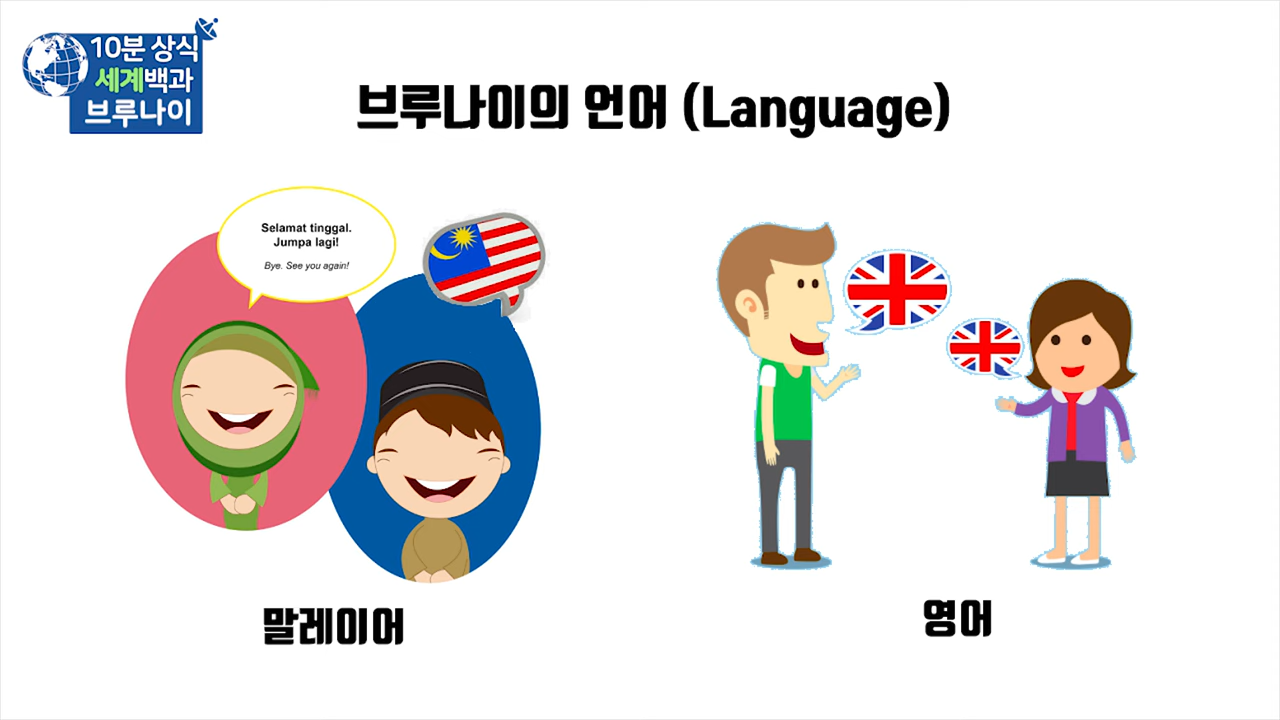 10분 상식
세계백과
브루나이
브루나이의 언어 (Language)
Selamat tinggal.
Jumpa lagi!
Bye. See you again!
말레이어
영어